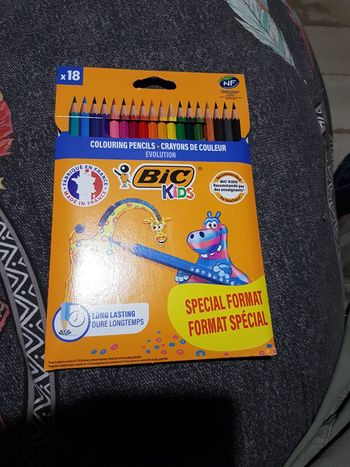 x18
NF
COLOURING PENCILS - CRAYONS DE COULEUR
EVOLUTION
FABRIQUÉ EN FRANCE
MADE IN FRANCE
BiC
KIDS
BIC® KIDS
Recommandé par
des enseignants*
LONG LASTING
DURE LONGTEMPS
SPECIAL FORMAT
FORMAT SPÉCIAL